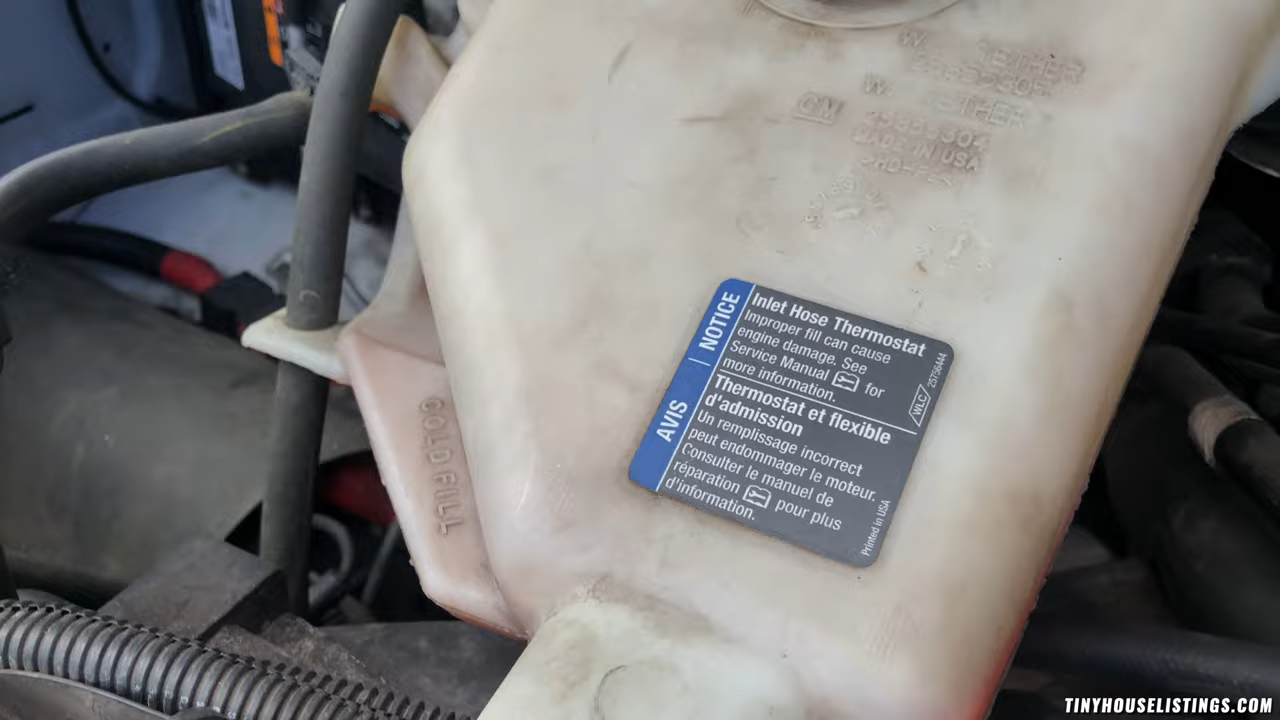 GM
MADE IN USA
COLD FILL
NOTICE
Inlet Hose Thermostat
Improper fill can cause
engine damage. See
Service Manual for
more information.
AVIS
Thermostat et flexible
d'admission
Un remplissage incorrect
peut endommager le moteur.
Consulter le manuel de
réparation pour plus
d'information.
WLC
25756444
Printed in USA
TINYHOUSELISTINGS.COM